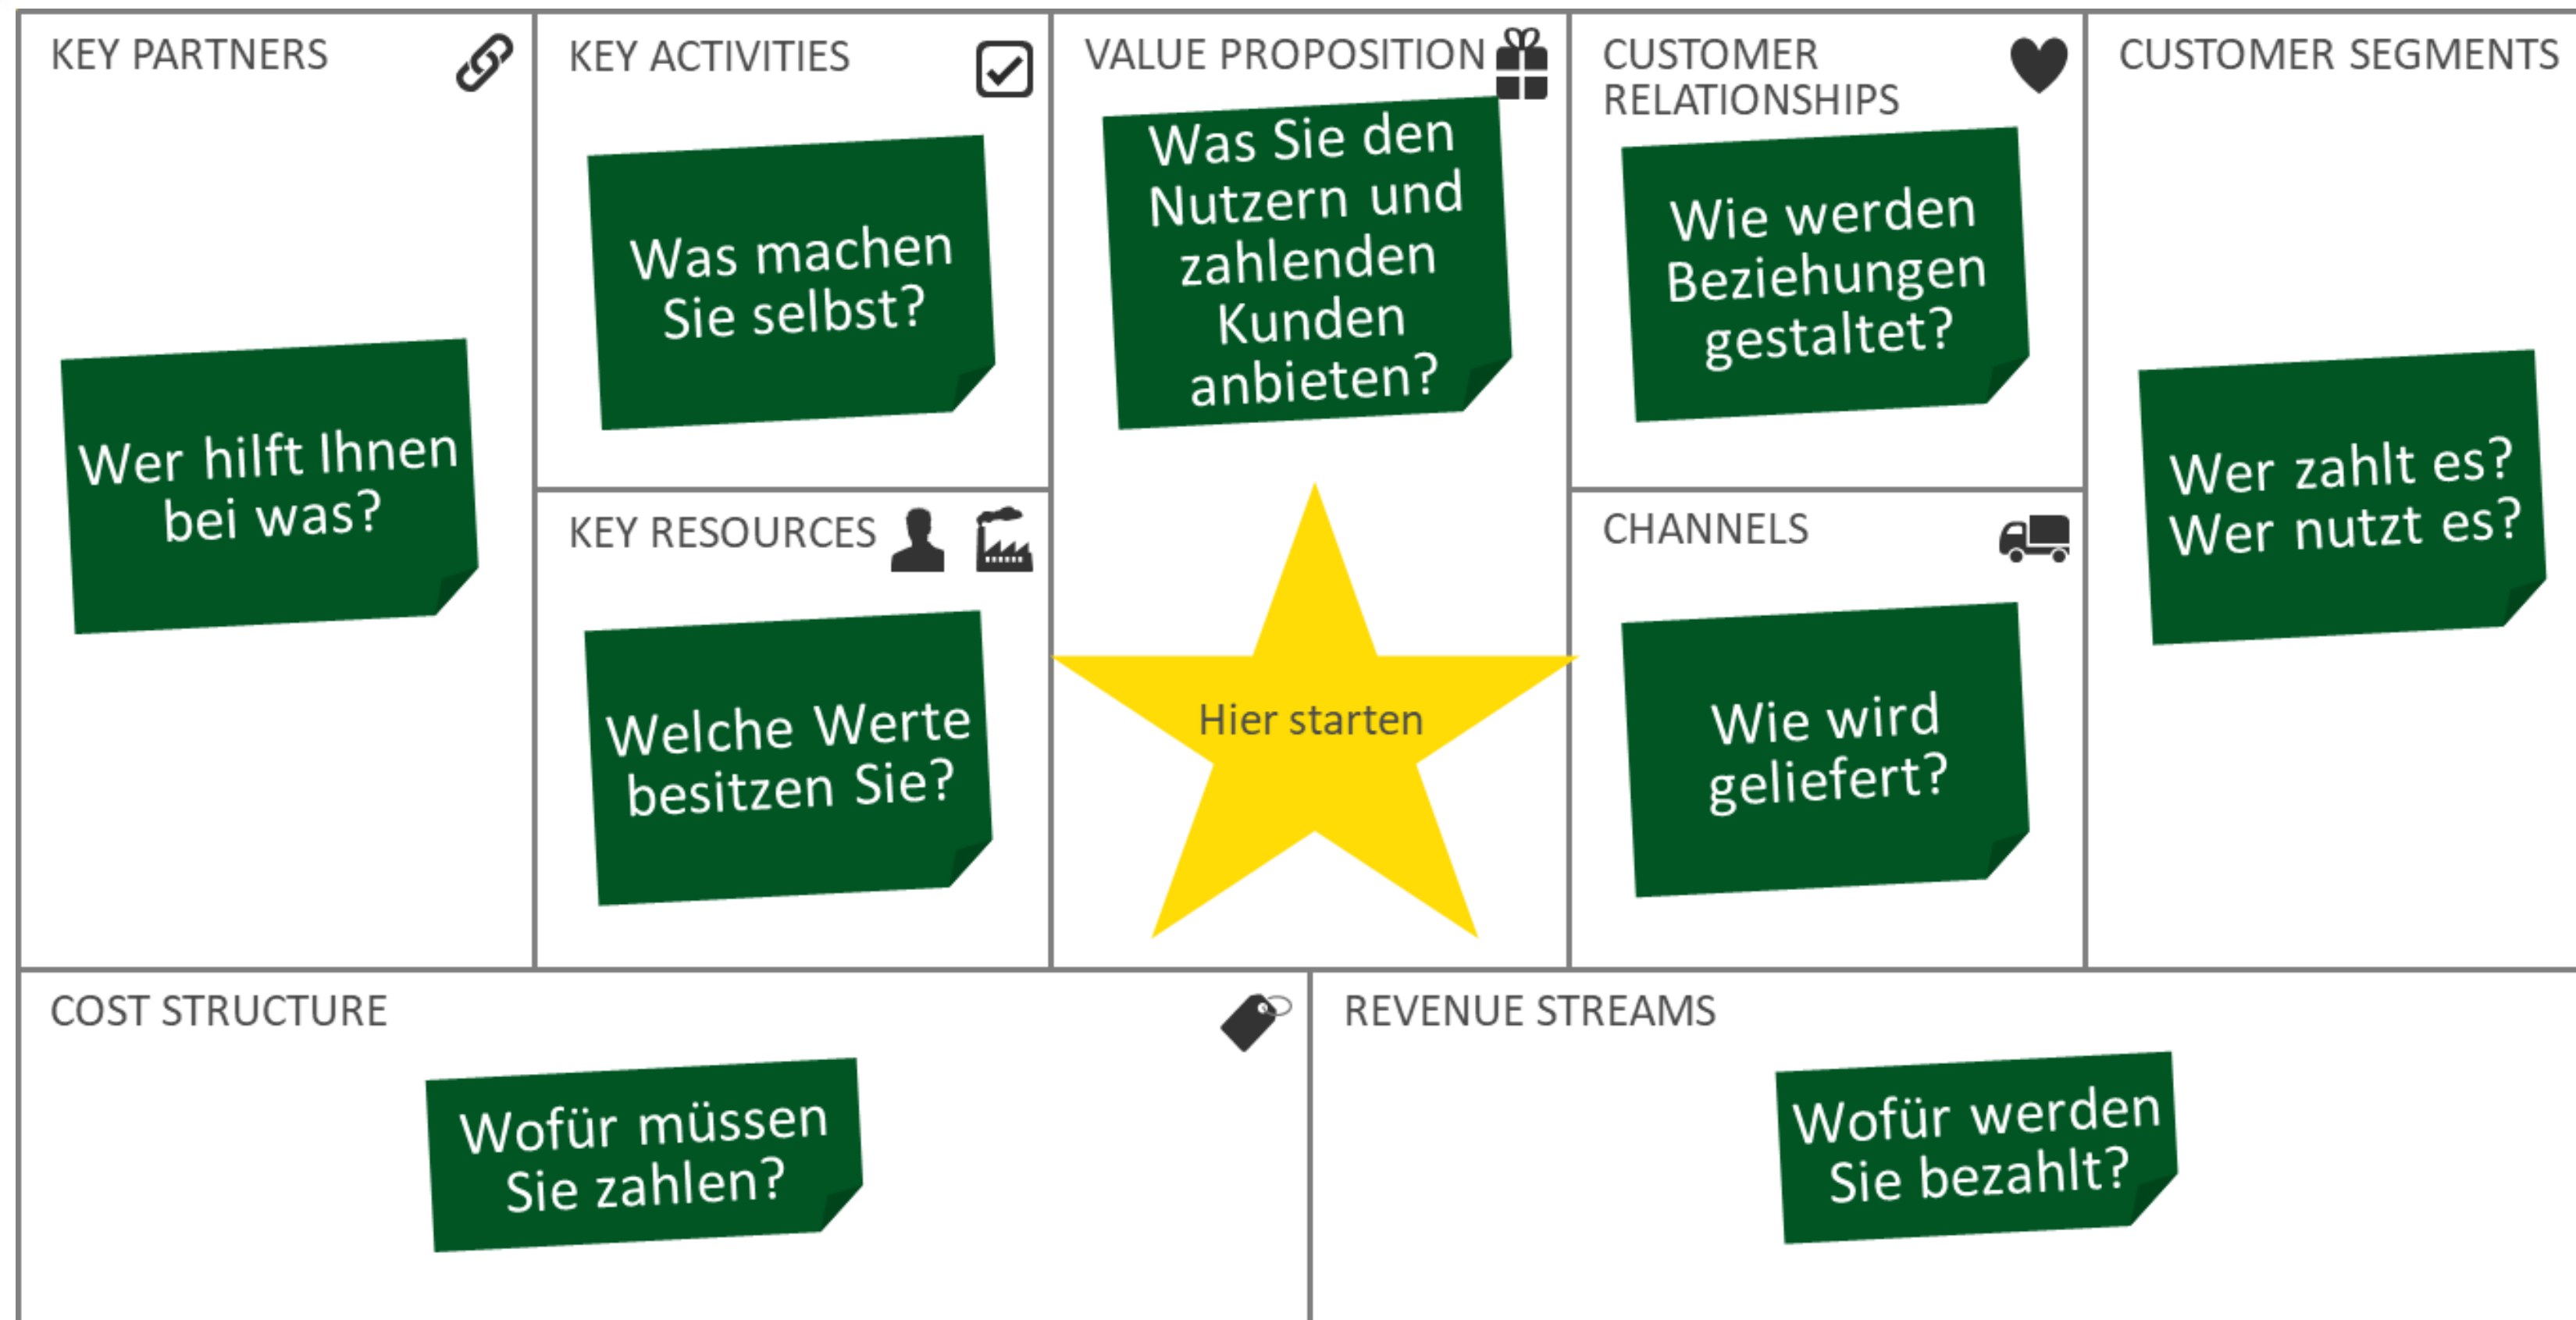 KEY PARTNERS
Wer hilft Ihnen
bei was?
KEY ACTIVITIES
Was machen
Sie selbst?
KEY RESOURCES
Welche Werte
besitzen Sie?
VALUE PROPOSITION
Was Sie den
Nutzern und
zahlenden
Kunden
anbieten?
Hier starten
CUSTOMER
RELATIONSHIPS
Wie werden
Beziehungen
gestaltet?
CHANNELS
Wie wird
geliefert?
CUSTOMER SEGMENTS
Wer zahlt es?
Wer nutzt es?
COST STRUCTURE
Wofür müssen
Sie zahlen?
REVENUE STREAMS
Wofür werden
Sie bezahlt?